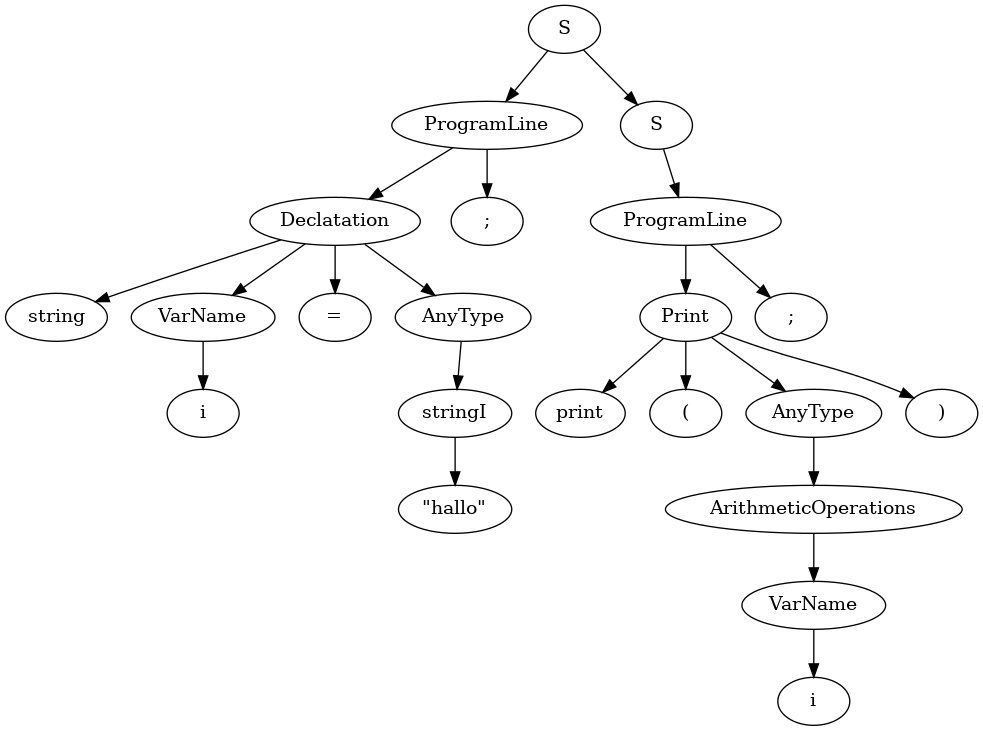 S
ProgramLine
S
Declatation
;
ProgramLine
string
VarName
=
AnyType
Print
;
i
stringI
print
(
AnyType
)
"hallo"
ArithmeticOperations
VarName
i